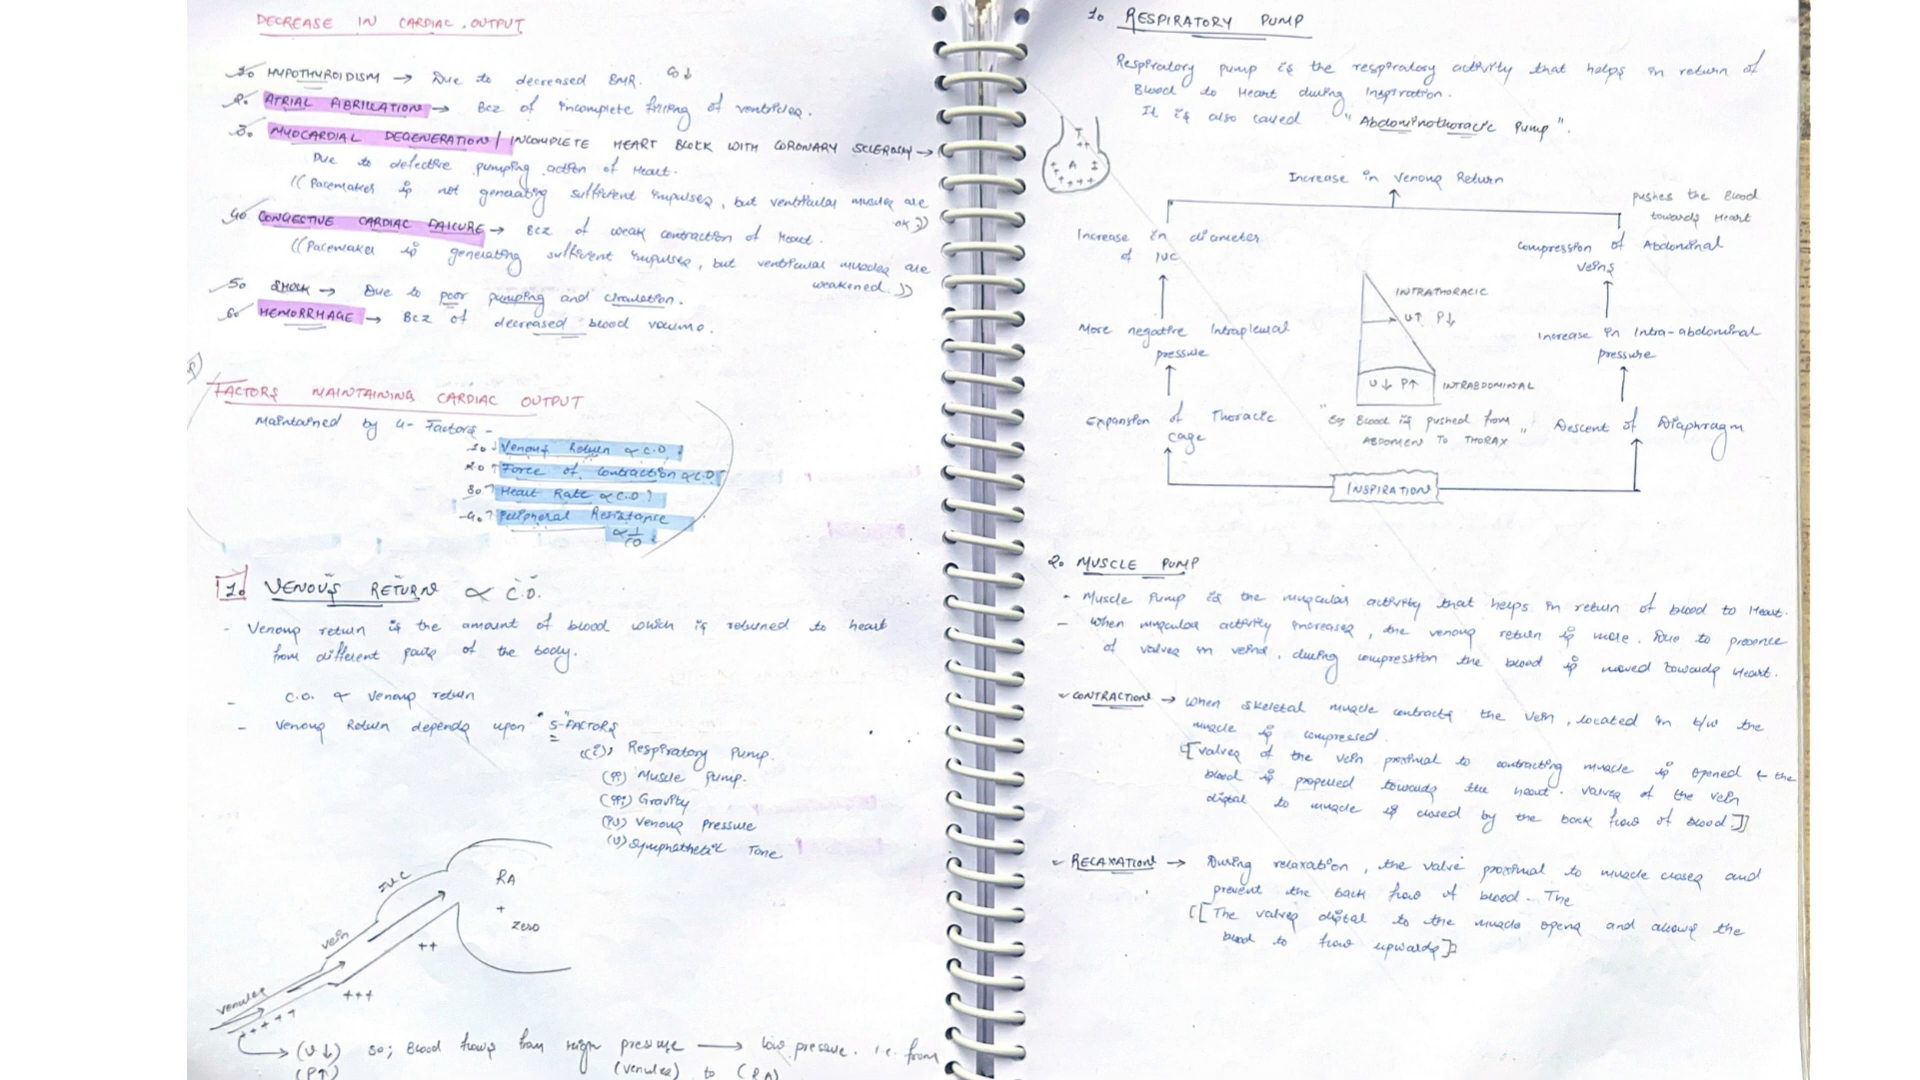 DECREASE IN CARDIAC OUTPUT
1. HYPOTHYROIDISM → Due to decreased BMR. CO ↓
2. ATRIAL FIBRILLATION → Bcz of incomplete filling of ventricles.
3. MYOCARDIAL DEGENERATION / INCOMPLETE HEART BLOCK WITH CORONARY SCLEROSIS →
Due to defective pumping action of Heart.
((Pacemaker is not generating sufficient impulses, but ventricular muscles are
ok))
4. CONGESTIVE CARDIAC FAILURE → Bcz of weak contraction of Heart.
((Pacemaker is generating sufficient impulses, but ventricular muscles are
weakened.))
5. SHOCK → Due to poor pumping and circulation.
6. HEMORRHAGE → Bcz of decreased blood volume.
FACTORS MAINTAINING CARDIAC OUTPUT
Maintained by 4- Factors -
1. Venous Return ∝ C.O
2. Force of contraction ∝ C.O
3. Heart Rate ∝ C.O
4. Peripheral Resistance
∝ 1/CO
1. VENOUS RETURN ∝ C.O.
- Venous return is the amount of blood which is returned to heart
from different parts of the body.
- C.O. ∝ Venous return
- Venous Return depends upon "5-FACTORS
(i) Respiratory Pump.
(ii) Muscle Pump.
(iii) Gravity
(iv) Venous Pressure
(v) Sympathetic Tone
IVC
RA
+
zero
vein
++
+++
venules
+++++
→ (V↓) so; Blood flows from high pressure → low pressure. i.e. from
(P↑) (venules) to (RA)
1. RESPIRATORY PUMP
Respiratory pump is the respiratory activity that helps in return of
Blood to Heart during Inspiration.
It is also called "Abdominothoracic Pump".
A
Increase in Venous Return
pushes the Blood
towards Heart
Increase in diameter
of IVC
compression of Abdominal
veins
INTRATHORACIC
V↑ P↓
More negative Intrapleural
pressure
Increase in Intra-abdominal
pressure
V↓ P↑ INTRABDOMINAL
Expansion of Thoracic
cage
"so Blood is pushed from
ABDOMEN TO THORAX"
Descent of Diaphragm
INSPIRATION
2. MUSCLE PUMP
- Muscle Pump is the muscular activity that helps in return of blood to Heart.
- When muscular activity increases, the venous return is more. Due to presence
of valves in veins, during compression the blood is moved towards Heart.
CONTRACTION → When skeletal muscle contracts the vein, located in b/w the
muscle is compressed.
[[Valves of the vein proximal to contracting muscle is opened & the
blood is propelled towards the heart. Valves of the vein
distal to muscle is closed by the back flow of blood]]
RELAXATION → During relaxation, the valve proximal to muscle closes and
prevent the back flow of blood. The
[[The valves distal to the muscle opens and allows the
blood to flow upwards]]